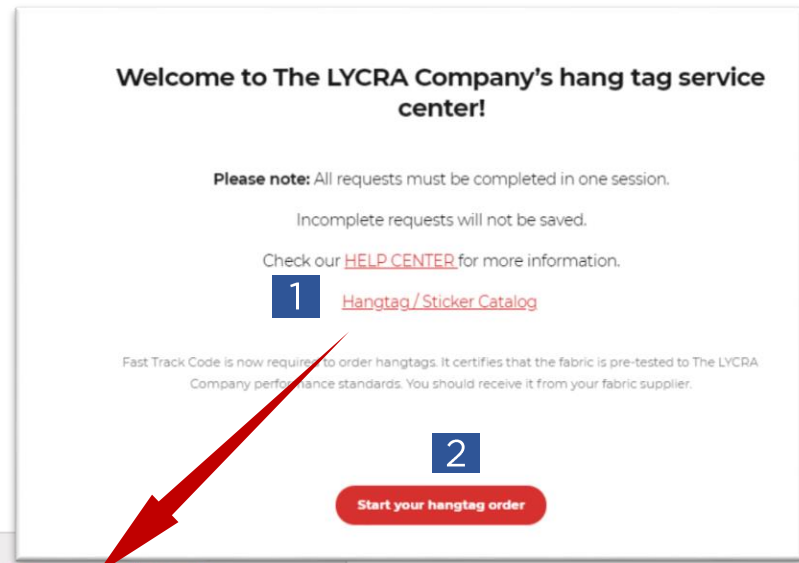 Welcome to The LYCRA Company's hang tag service
center!
Please note: All requests must be completed in one session.
Incomplete requests will not be saved.
Check our HELP CENTER for more information.
1
Hangtag / Sticker Catalog
Fast Track Code is now required to order hangtags. It certifies that the fabric is pre-tested to The LYCRA
Company performance standards. You should receive it from your fabric supplier.
2
Start your hangtag order